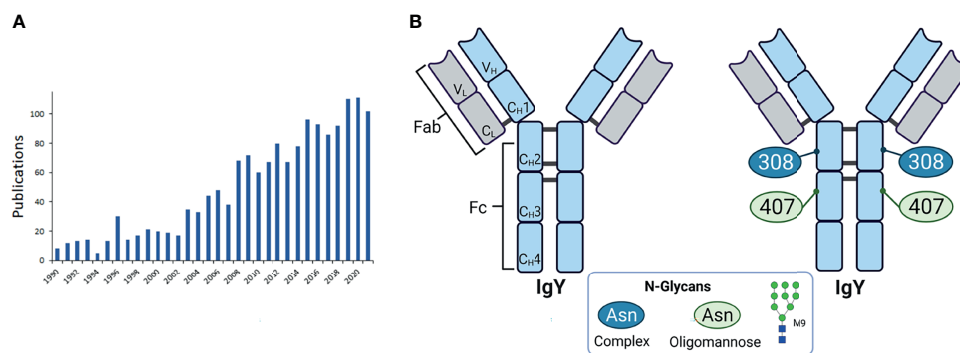 A
Publications
100
80
60
40
20
0
1990
1992
1994
1996
1998
2000
2002
2004
2006
2008
2010
2012
2014
2016
2018
2020
B
VH
VL
CH1
Fab
CL
CH2
Fc
CH3
CH4
IgY
308
308
407
407
IgY
N-Glycans
Asn
Asn
M9
Complex
Oligomannose